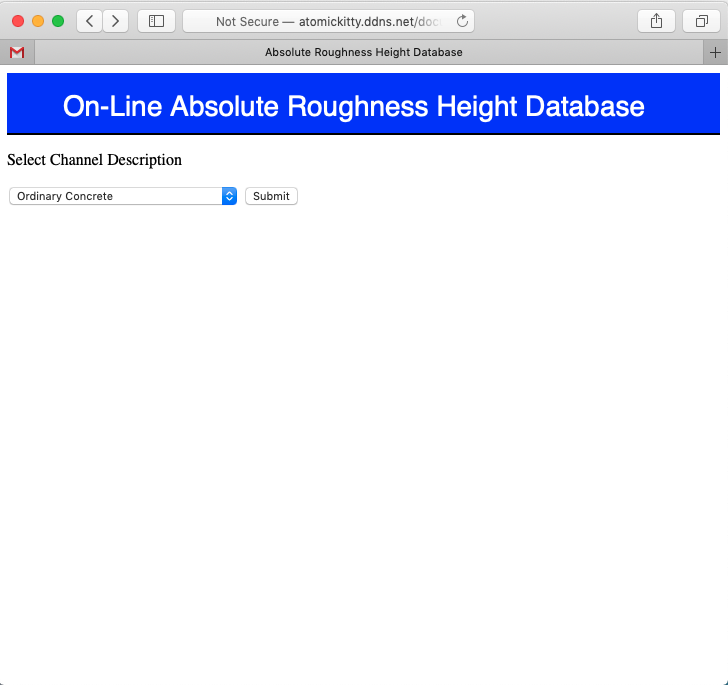 Not Secure — atomickitty.ddns.net/doc
Absolute Roughness Height Database
On-Line Absolute Roughness Height Database
Select Channel Description
Ordinary Concrete Submit